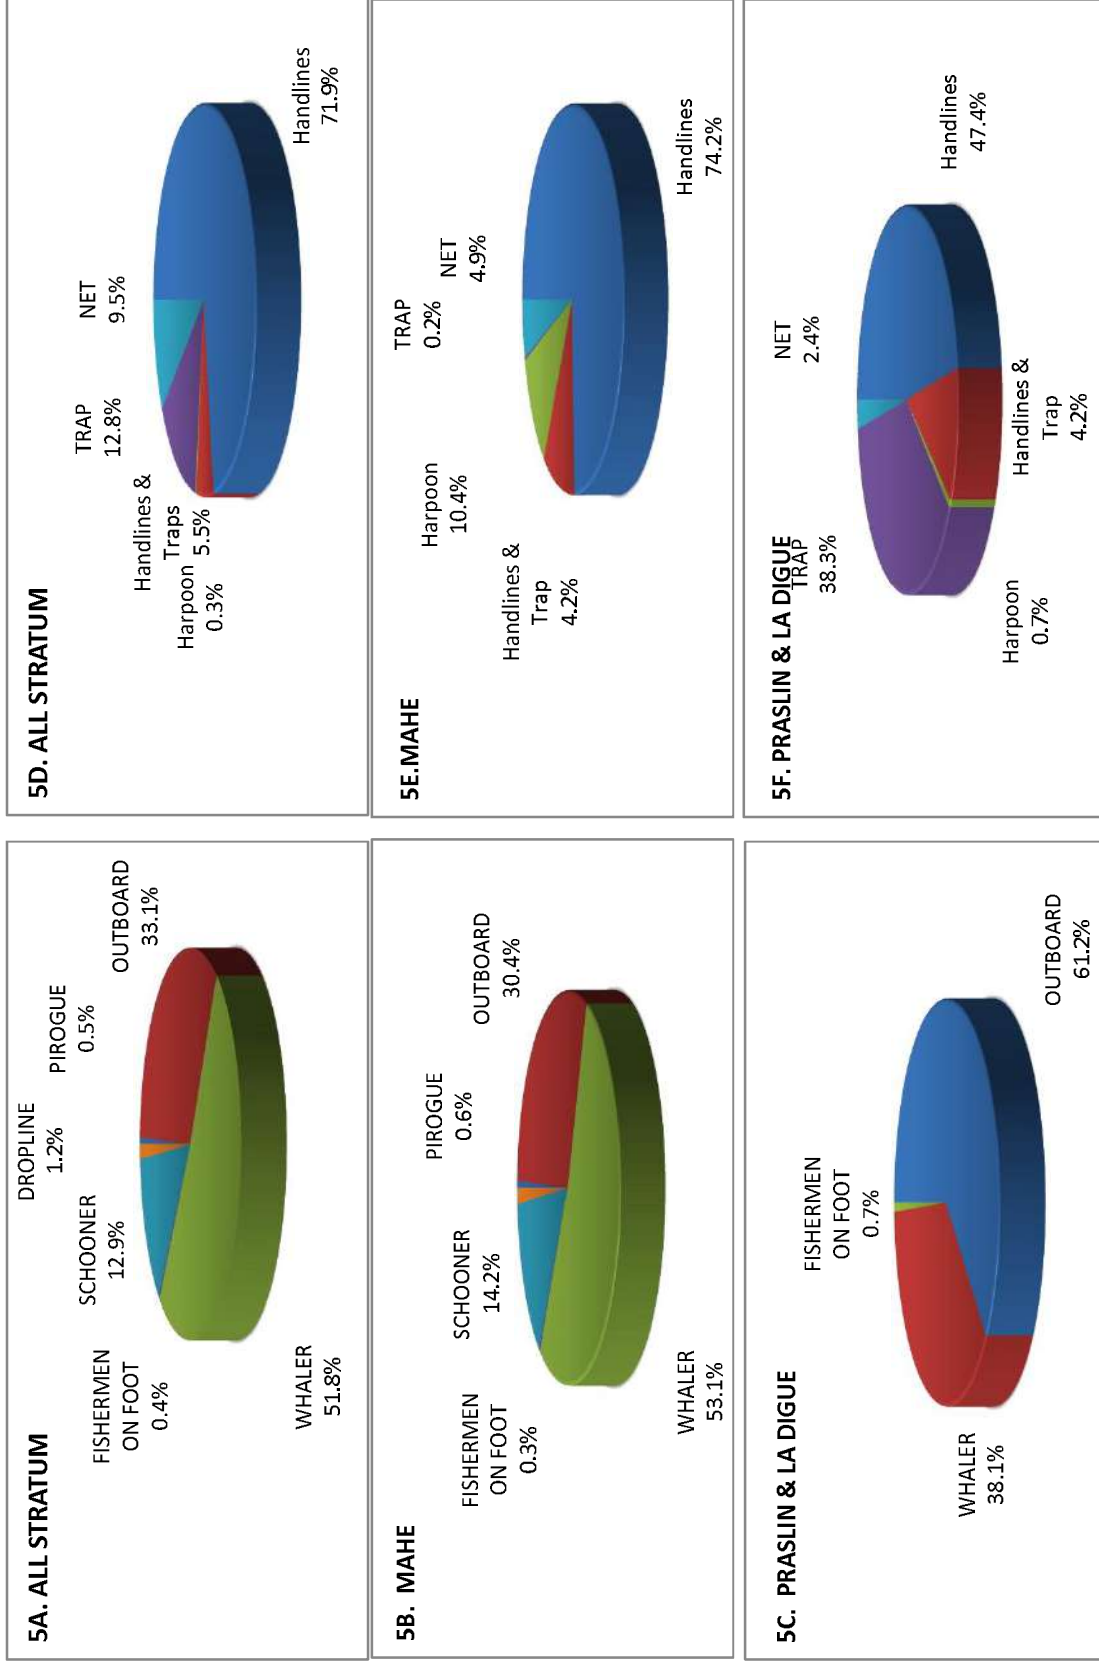 5A. ALL STRATUM
DROPLINE
1.2%
PIROGUE
0.5%
OUTBOARD
33.1%
SCHOONER
12.9%
FISHERMEN
ON FOOT
0.4%
WHALER
51.8%
5B.  MAHE
PIROGUE
0.6%
OUTBOARD
30.4%
SCHOONER
14.2%
FISHERMEN
ON FOOT
0.3%
WHALER
53.1%
5C.  PRASLIN & LA DIGUE
FISHERMEN
ON FOOT
0.7%
OUTBOARD
61.2%
WHALER
38.1%
5D. ALL STRATUM
NET
9.5%
TRAP
12.8%
Handlines &
Traps
5.5%
Harpoon
0.3%
Handlines
71.9%
5E.MAHE
TRAP
0.2%
NET
4.9%
Harpoon
10.4%
Handlines &
Trap
4.2%
Handlines
74.2%
5F. PRASLIN & LA DIGUE
TRAP
38.3%
NET
2.4%
Handlines
47.4%
Handlines &
Trap
4.2%
Harpoon
0.7%